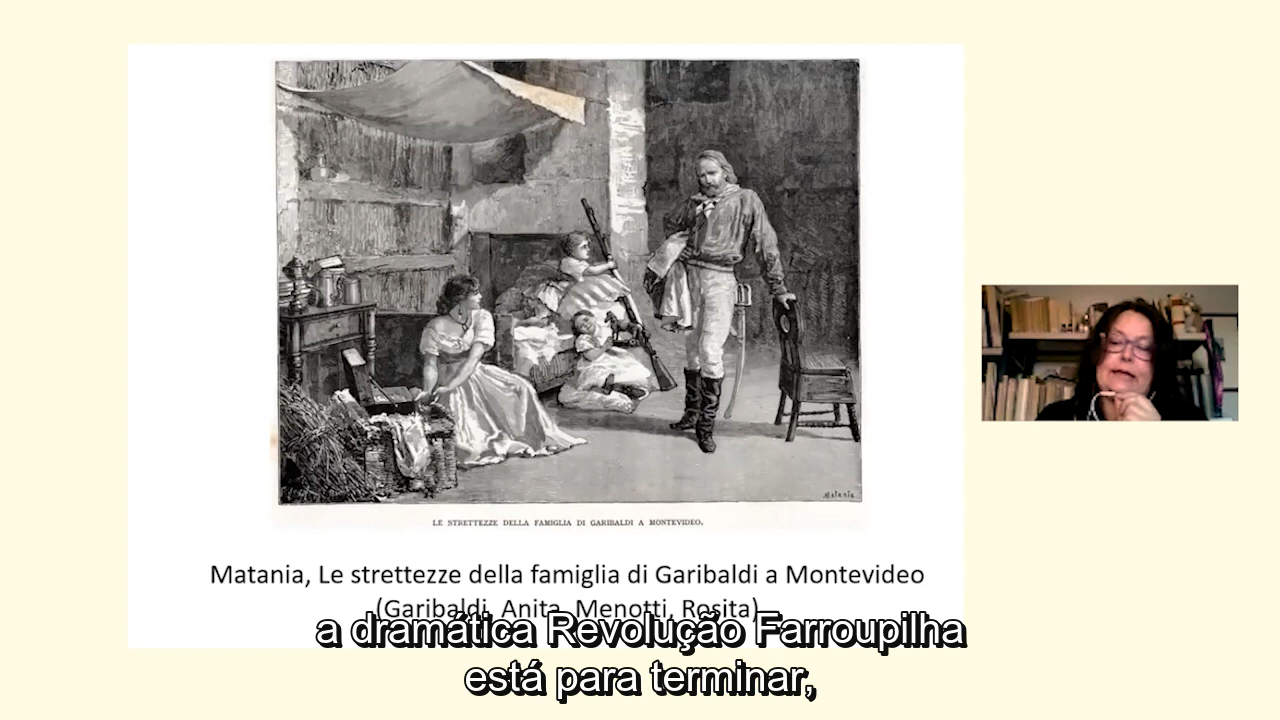 Matania
LE STRETTEZZE DELLA FAMIGLIA DI GARIBALDI A MONTEVIDEO.
Matania, Le strettezze della famiglia di Garibaldi a Montevideo
(Garibaldi, Anita, Menotti, Rosita)
a dramática Revolução Farroupilha
está para terminar,